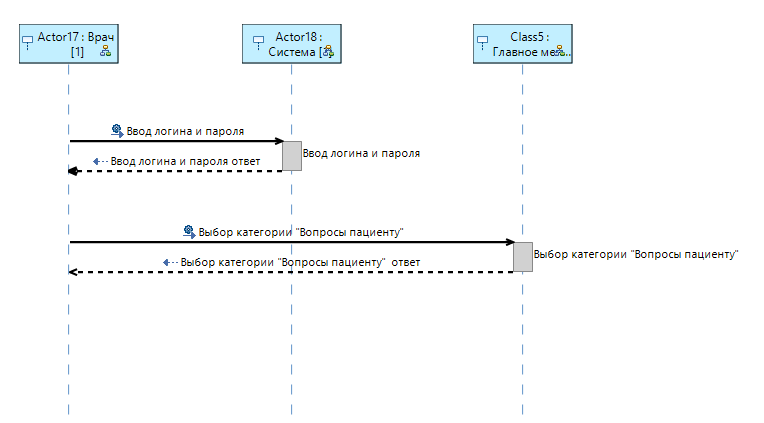 Actor17 : Врач
[1]
Actor18 :
Система [1]
Class5 :
Главное ме...
Ввод логина и пароля
Ввод логина и пароля
Ввод логина и пароля ответ
Выбор категории "Вопросы пациенту"
Выбор категории "Вопросы пациенту"
Выбор категории "Вопросы пациенту" ответ